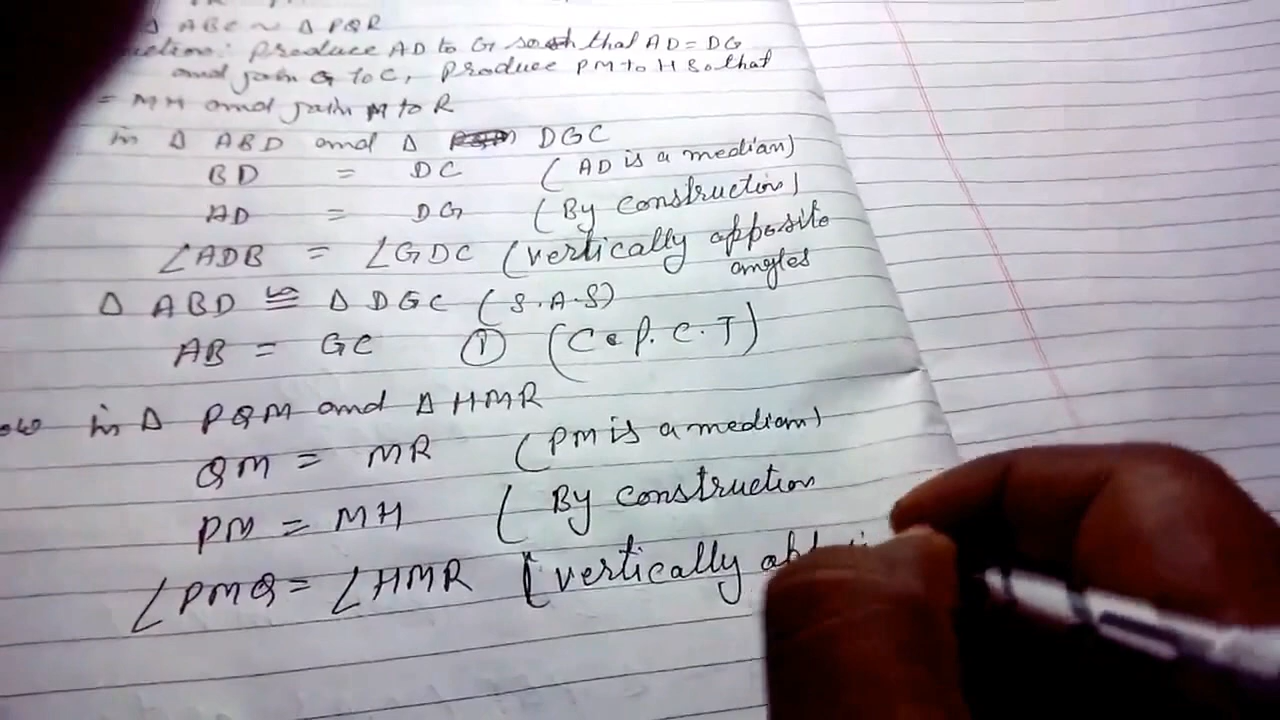 Δ ABC ~ Δ PQR
Produce AD to G such that AD = DG
and join G to C, Produce PM to H so that
= MH and join M to R
in Δ ABD and Δ DGC
BD = DC (AD is a median)
AD = DG (By construction)
∠ADB = ∠GDC (vertically opposite
angles
Δ ABD ≅ Δ DGC (S.A.S)
AB = GC ① (C.P.C.T)
in Δ PQM and Δ HMR
QM = MR (PM is a median)
PM = MH ( By construction
∠PMQ = ∠HMR (vertically